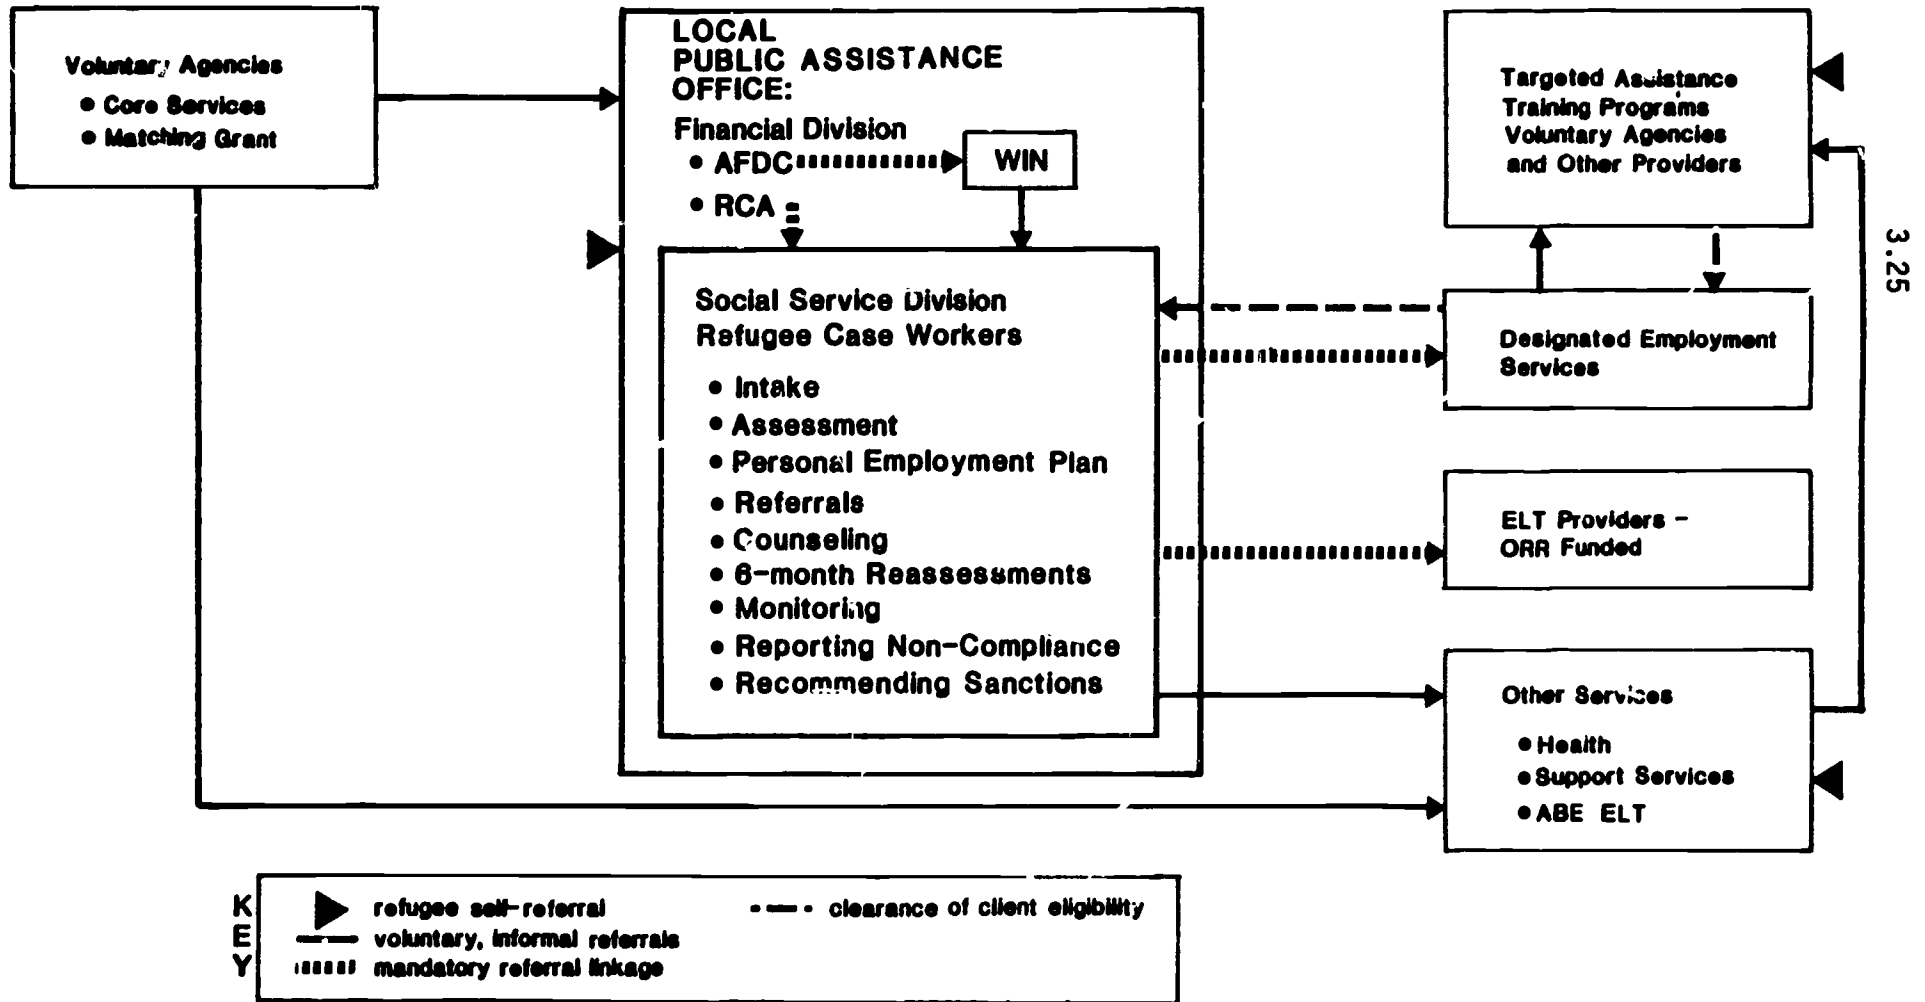 Voluntary Agencies
• Core Services
• Matching Grant
LOCAL
PUBLIC ASSISTANCE
OFFICE:
Financial Division
• AFDC
WIN
• RCA
Social Service Division
Refugee Case Workers
• Intake
• Assessment
• Personal Employment Plan
• Referrals
• Counseling
• 6-month Reassessments
• Monitoring
• Reporting Non-Compliance
• Recommending Sanctions
Targeted Assistance
Training Programs
Voluntary Agencies
and Other Providers
Designated Employment
Services
ELT Providers -
ORR Funded
Other Services
• Health
• Support Services
• ABE ELT
3.25
KEY
refugee self-referral
voluntary, informal referrals
mandatory referral linkage
clearance of client eligibility